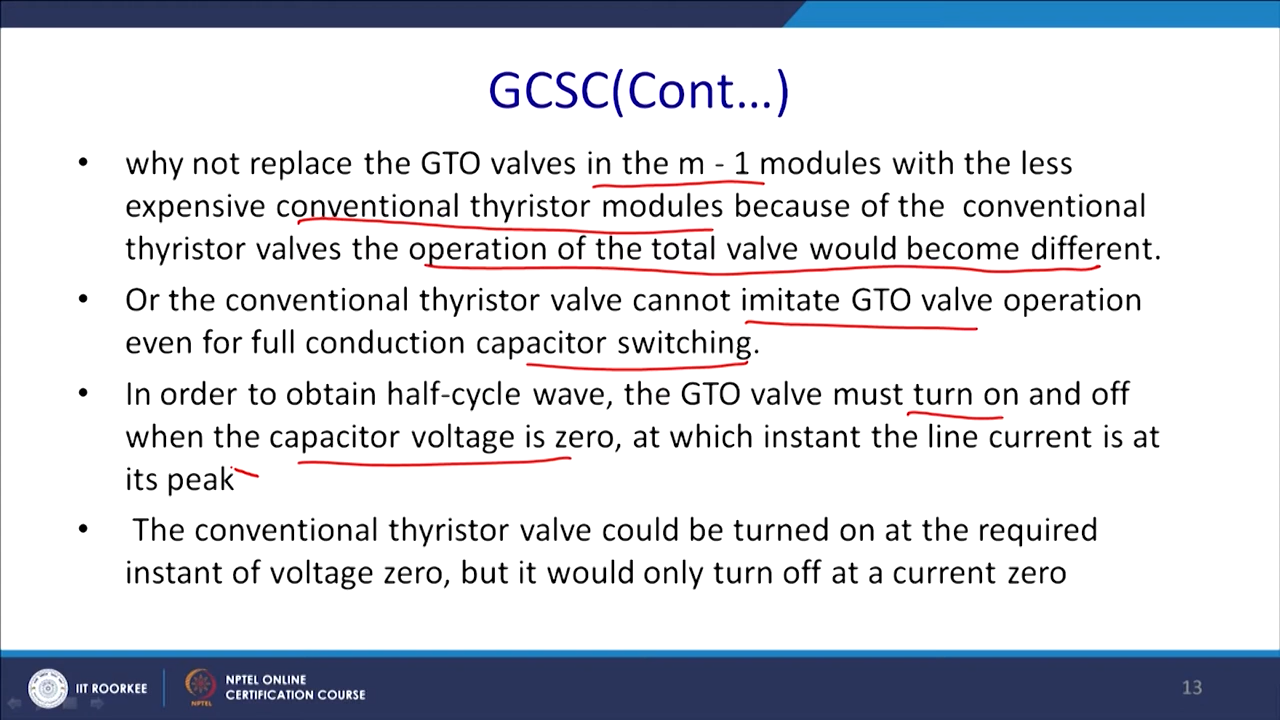 GCSC(Cont...)
• why not replace the GTO valves in the m - 1 modules with the less
expensive conventional thyristor modules because of the conventional
thyristor valves the operation of the total valve would become different.
• Or the conventional thyristor valve cannot imitate GTO valve operation
even for full conduction capacitor switching.
• In order to obtain half-cycle wave, the GTO valve must turn on and off
when the capacitor voltage is zero, at which instant the line current is at
its peak
• The conventional thyristor valve could be turned on at the required
instant of voltage zero, but it would only turn off at a current zero
IIT ROORKEE
NPTEL ONLINE
CERTIFICATION COURSE
NPTEL
13